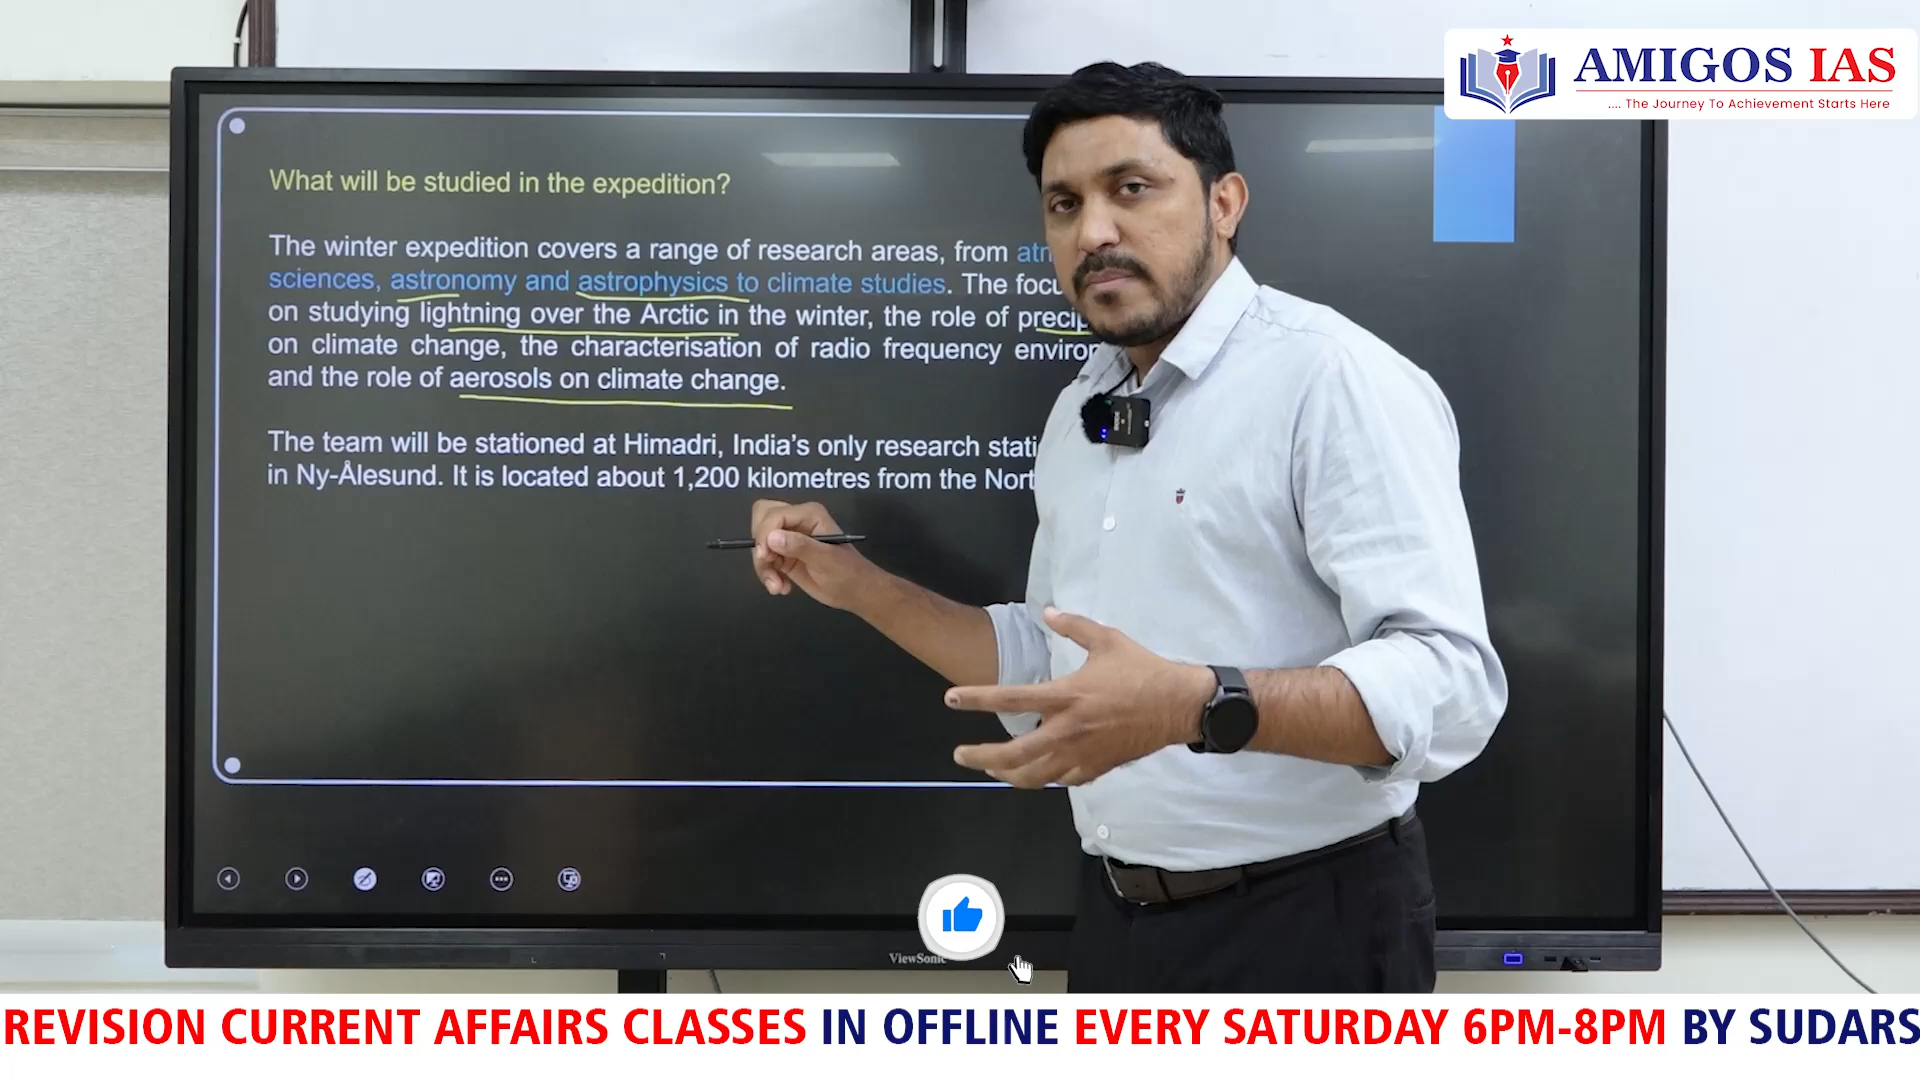 AMIGOS IAS
.... The Journey To Achievement Starts Here
What will be studied in the expedition?
The winter expedition covers a range of research areas, from
sciences, astronomy and astrophysics to climate studies. The
on studying lightning over the Arctic in the winter, the role of
on climate change, the characterisation of radio frequency
and the role of aerosols on climate change.
The team will be stationed at Himadri, India's only research
in Ny-Ålesund. It is located about 1,200 kilometres from the
ViewSonic
REVISION CURRENT AFFAIRS CLASSES IN OFFLINE EVERY SATURDAY 6PM-8PM BY SUDARS